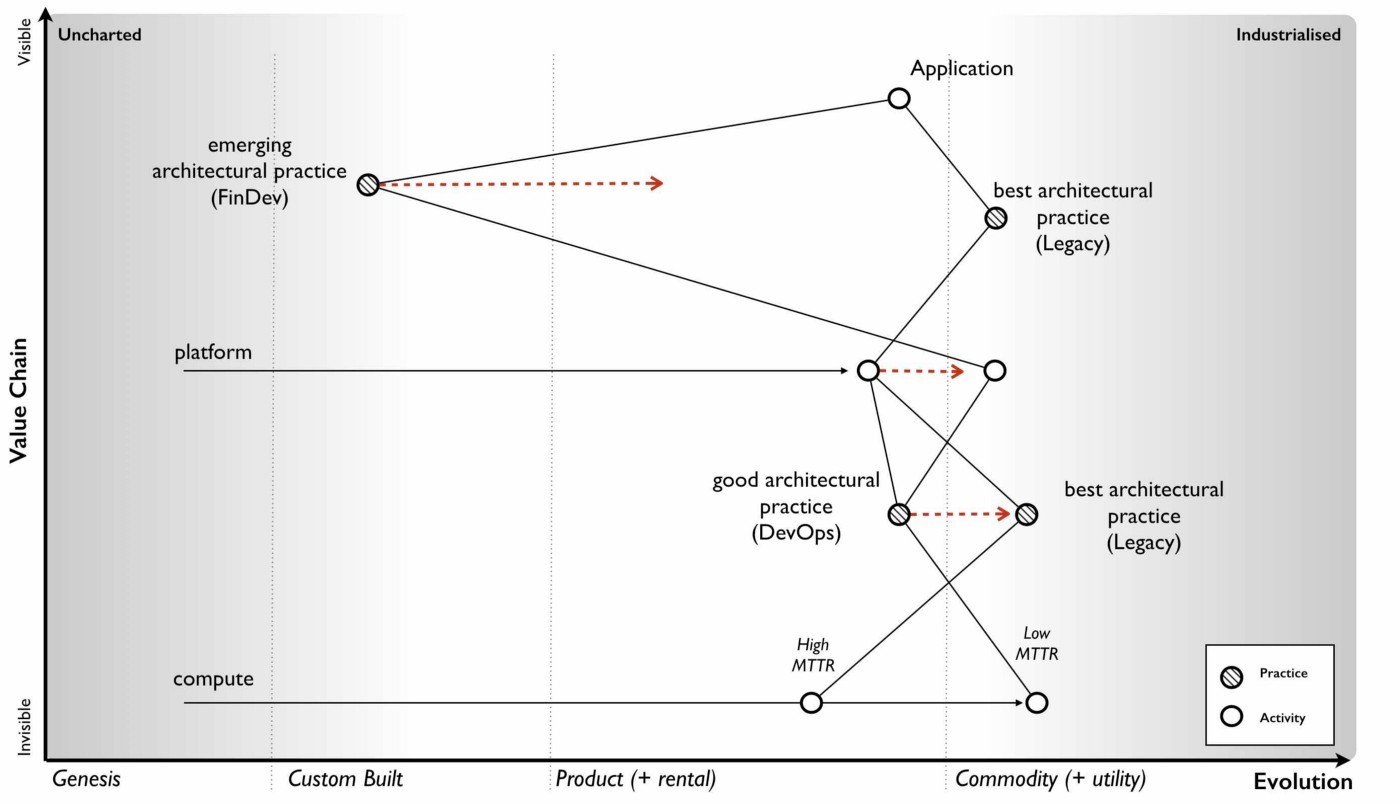 Visible
Uncharted
Industrialised
Application
emerging
architectural practice
(FinDev)
best architectural
practice
(Legacy)
platform
Value Chain
good architectural
practice
(DevOps)
best architectural
practice
(Legacy)
High
MTTR
Low
MTTR
compute
Practice
Activity
Invisible
Genesis
Custom Built
Product (+ rental)
Commodity (+ utility)
Evolution